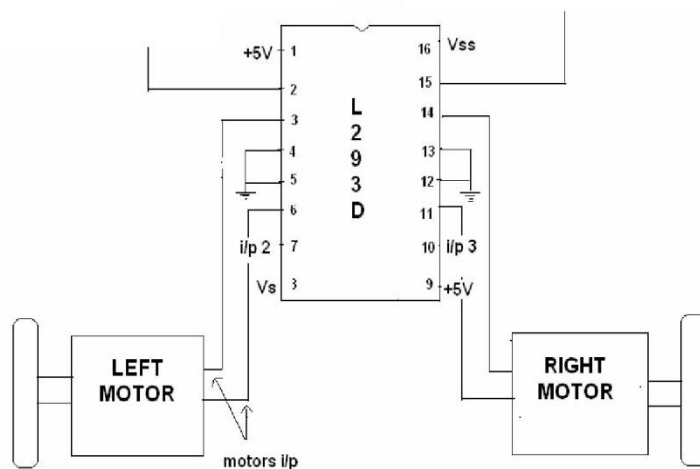 +5V 1 16 Vss
2 15
L
3 14
2
4 13
9
5 12
3
6 11
D
i/p 2 7 10 i/p 3
Vs 3 9 +5V
LEFT
MOTOR
RIGHT
MOTOR
motors i/p